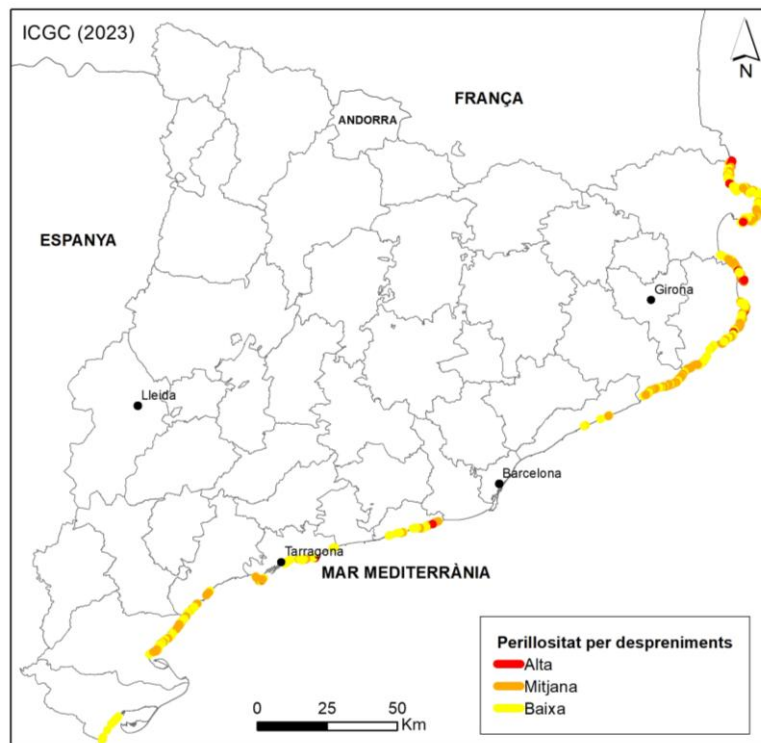 ICGC (2023)
N
FRANÇA
ANDORRA
ESPANYA
Girona
Lleida
Barcelona
Tarragona
MAR MEDITERRÀNIA
Perillositat per despreniments
Alta
Mitjana
Baixa
0 25 50
Km